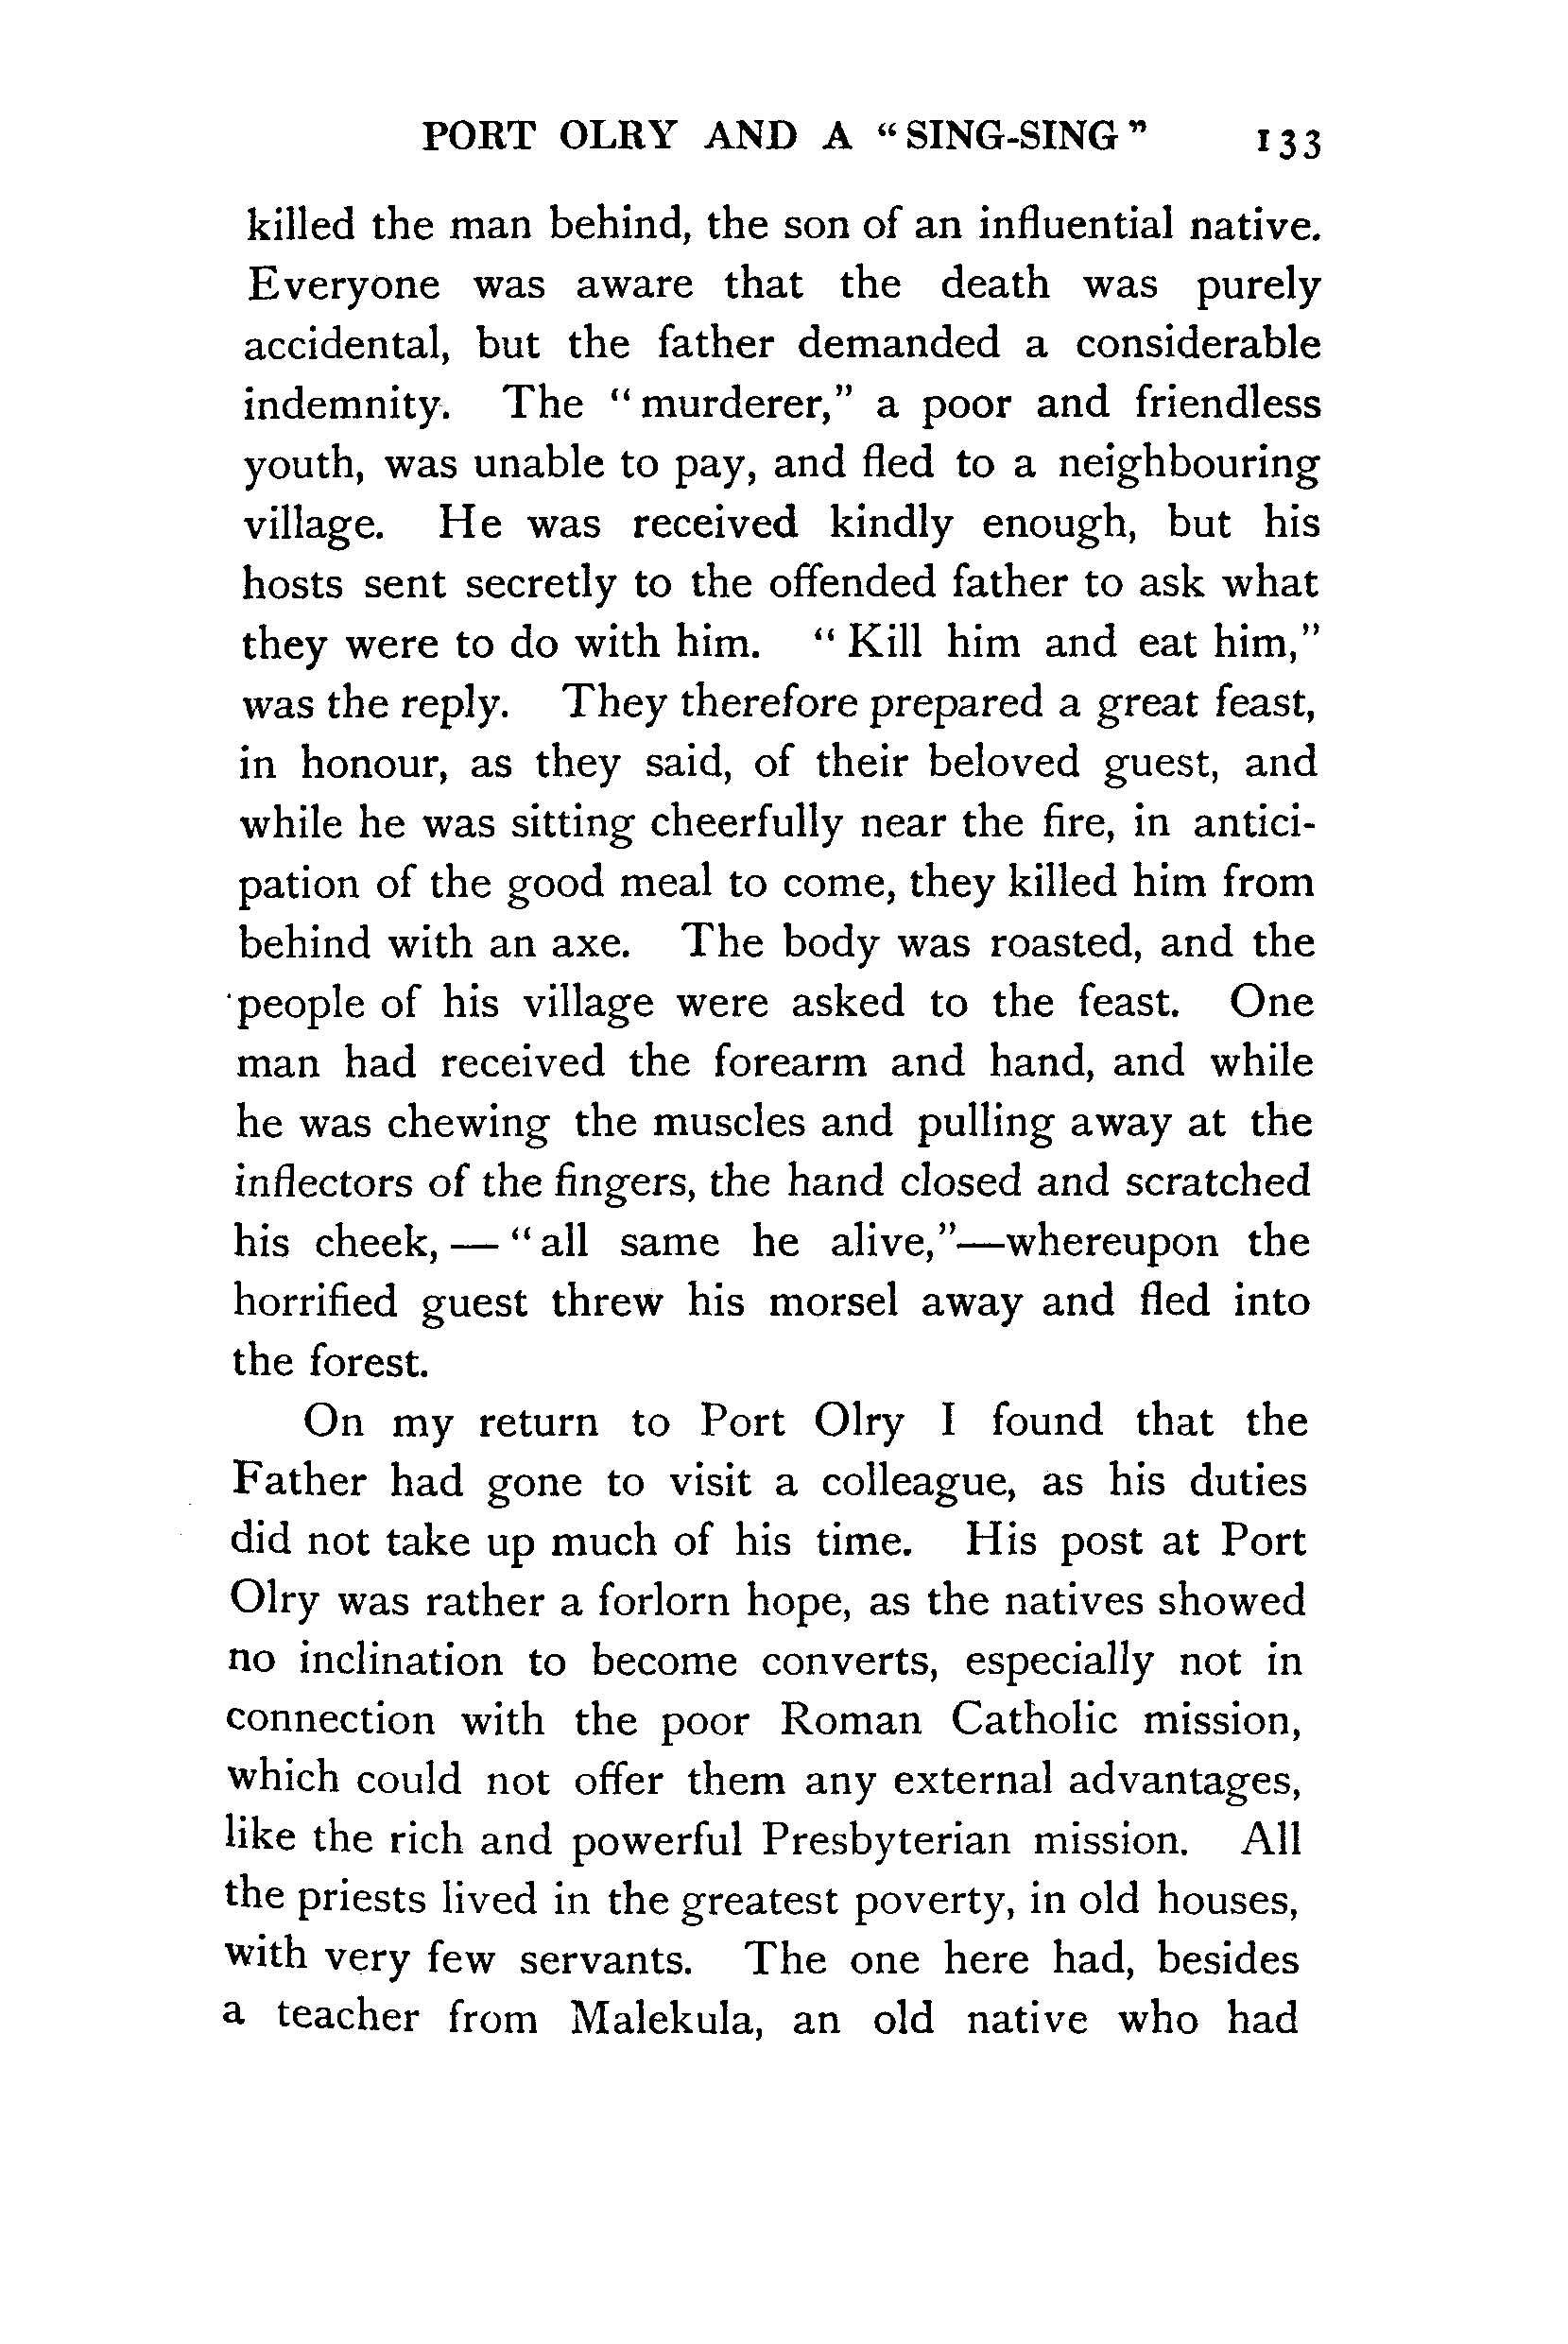 PORT OLRY AND A “SING-SING” 133
killed the man behind, the son of an influential native.
Everyone was aware that the death was purely
accidental, but the father demanded a considerable
indemnity. The “murderer,” a poor and friendless
youth, was unable to pay, and fled to a neighbouring
village. He was received kindly enough, but his
hosts sent secretly to the offended father to ask what
they were to do with him. “Kill him and eat him,”
was the reply. They therefore prepared a great feast,
in honour, as they said, of their beloved guest, and
while he was sitting cheerfully near the fire, in antici-
pation of the good meal to come, they killed him from
behind with an axe. The body was roasted, and the
people of his village were asked to the feast. One
man had received the forearm and hand, and while
he was chewing the muscles and pulling away at the
inflectors of the fingers, the hand closed and scratched
his cheek,—“all same he alive,”—whereupon the
horrified guest threw his morsel away and fled into
the forest.
On my return to Port Olry I found that the
Father had gone to visit a colleague, as his duties
did not take up much of his time. His post at Port
Olry was rather a forlorn hope, as the natives showed
no inclination to become converts, especially not in
connection with the poor Roman Catholic mission,
which could not offer them any external advantages,
like the rich and powerful Presbyterian mission. All
the priests lived in the greatest poverty, in old houses,
with very few servants. The one here had, besides
a teacher from Malekula, an old native who had